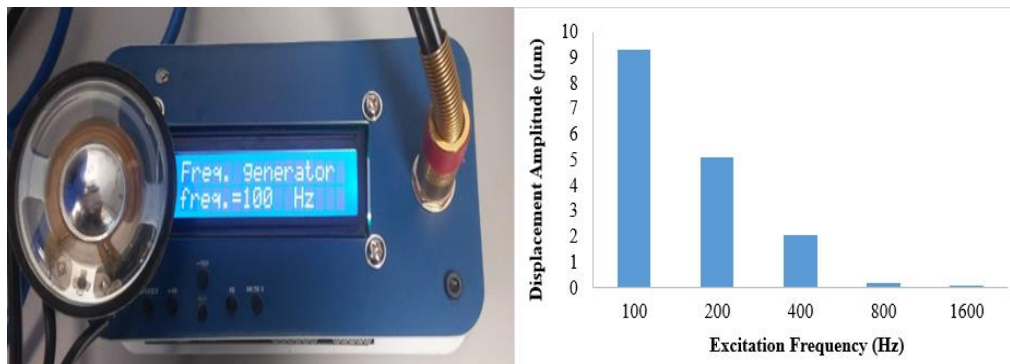 Freq. generator
freq.=100 Hz
Displacement Amplitude (µm)
10
9
8
7
6
5
4
3
2
1
0
100 200 400 800 1600
Excitation Frequency (Hz)